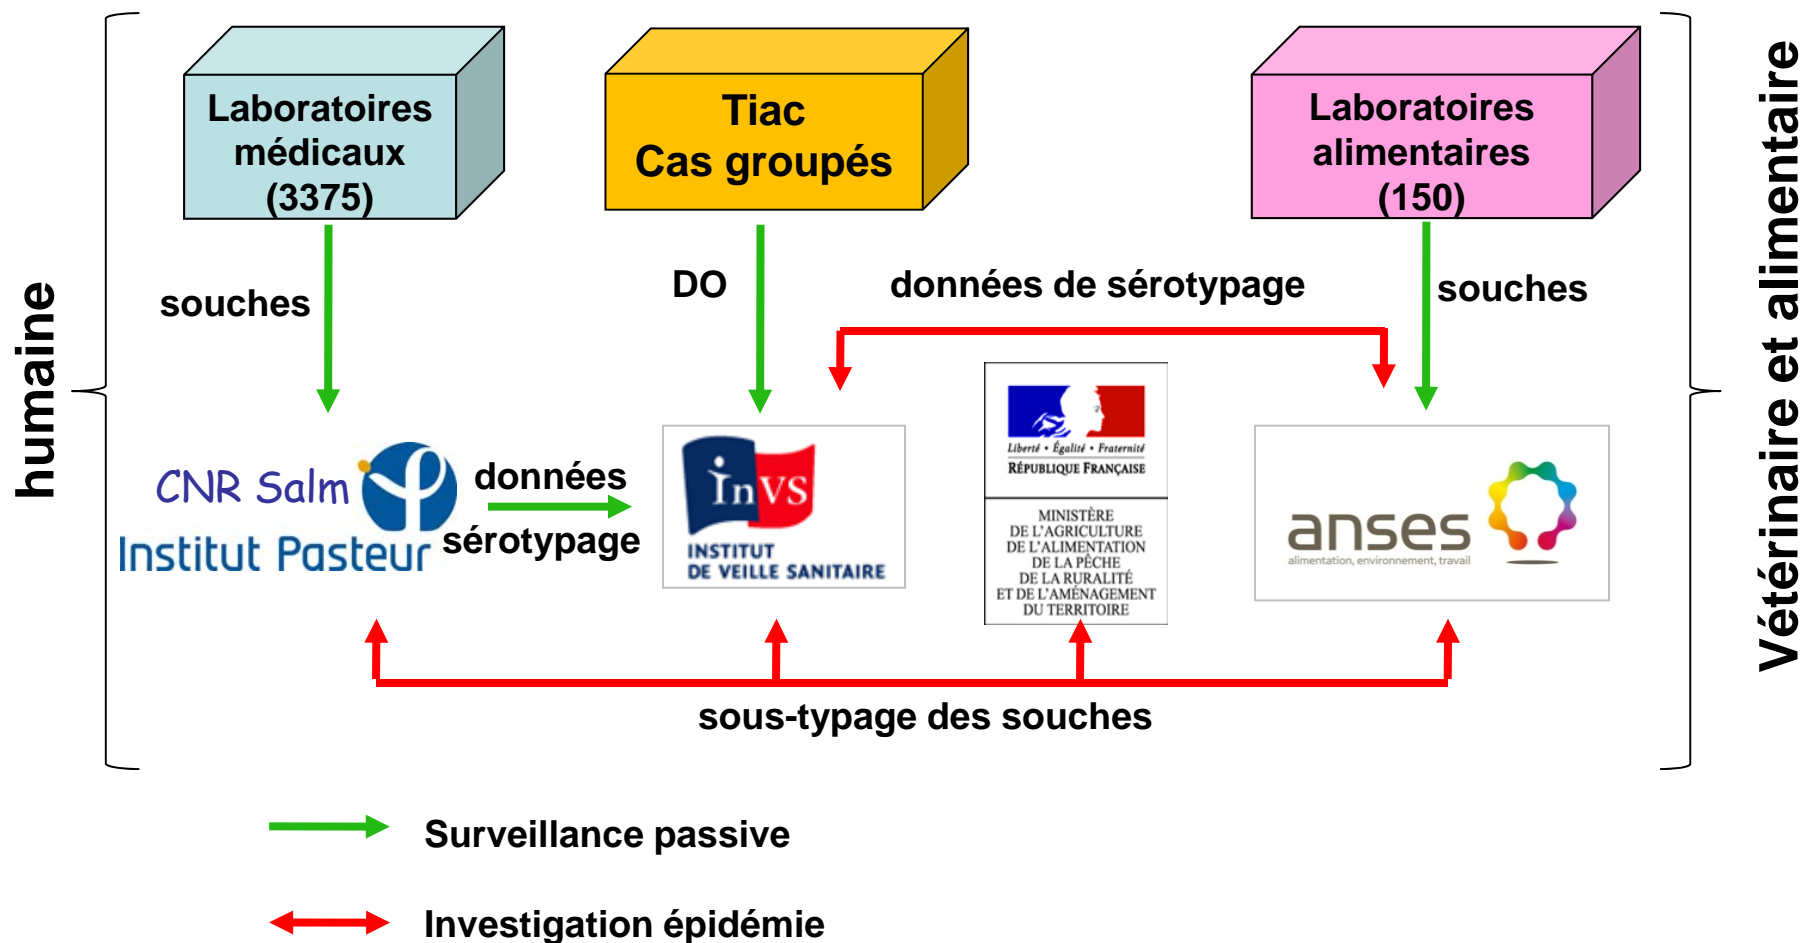 humaine
Laboratoires
médicaux
(3375)
Tiac
Cas groupés
Laboratoires
alimentaires
(150)
souches
DO
données de sérotypage
souches
CNR Salm
Institut Pasteur
données
sérotypage
InVS
INSTITUT
DE VEILLE SANITAIRE
Liberté • Égalité • Fraternité
RÉPUBLIQUE FRANÇAISE
MINISTÈRE
DE L'AGRICULTURE
DE L'ALIMENTATION
DE LA PÊCHE
DE LA RURALITÉ
ET DE L'AMÉNAGEMENT
DU TERRITOIRE
anses
alimentation, environnement, travail
sous-typage des souches
Vétérinaire et alimentaire
Surveillance passive
Investigation épidémie